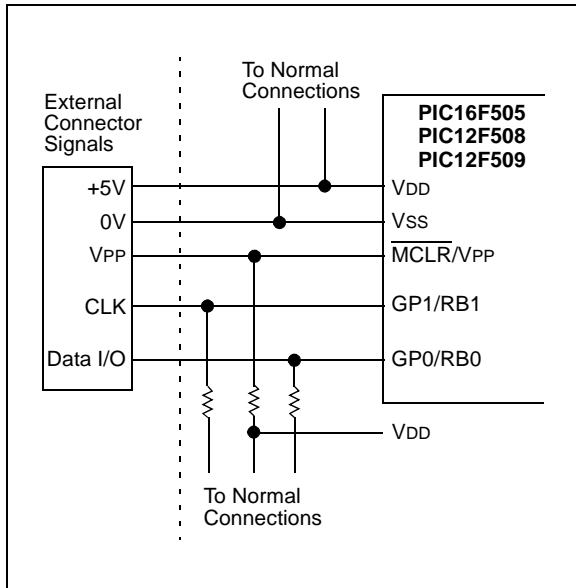 To Normal
Connections
External
Connector
Signals
PIC16F505
PIC12F508
PIC12F509
+5V
VDD
0V
VSS
VPP
MCLR/VPP
CLK
GP1/RB1
Data I/O
GP0/RB0
VDD
To Normal
Connections